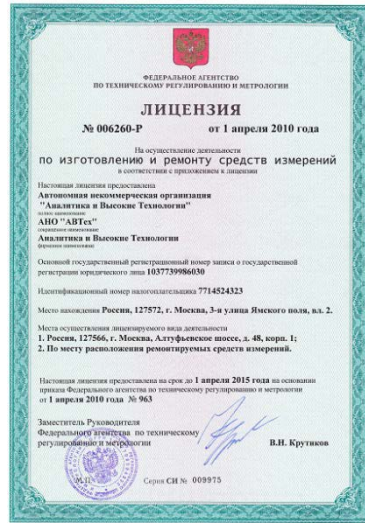 ФЕДЕРАЛЬНОЕ АГЕНТСТВО
ПО ТЕХНИЧЕСКОМУ РЕГУЛИРОВАНИЮ И МЕТРОЛОГИИ
ЛИЦЕНЗИЯ
№ 006260-Р от 1 апреля 2010 года
На осуществление деятельности
по изготовлению и ремонту средств измерений
в соответствии с приложением к лицензии
Настоящая лицензия предоставлена
Автономная некоммерческая организация
"Аналитика и Высокие Технологии"
полное наименование
АНО "АВТех"
сокращенное наименование
Аналитика и Высокие Технологии
фирменное наименование
Основной государственный регистрационный номер записи о государственной
регистрации юридического лица 1037739986030
Идентификационный номер налогоплательщика 7714524323
Место нахождения Россия, 127572, г. Москва, 3-я улица Ямского поля, вл. 2.
Места осуществления лицензируемого вида деятельности
1. Россия, 127566, г. Москва, Алтуфьевское шоссе, д. 48, корп. 1;
2. По месту расположения ремонтируемых средств измерений.
Настоящая лицензия предоставлена на срок до 1 апреля 2015 года на основании
приказа Федерального агентства по техническому регулированию и метрологии
от 1 апреля 2010 года № 963
Заместитель Руководителя
Федерального агентства по техническому
регулированию и метрологии В.Н. Крутиков
М.П. Серия СИ № 009975